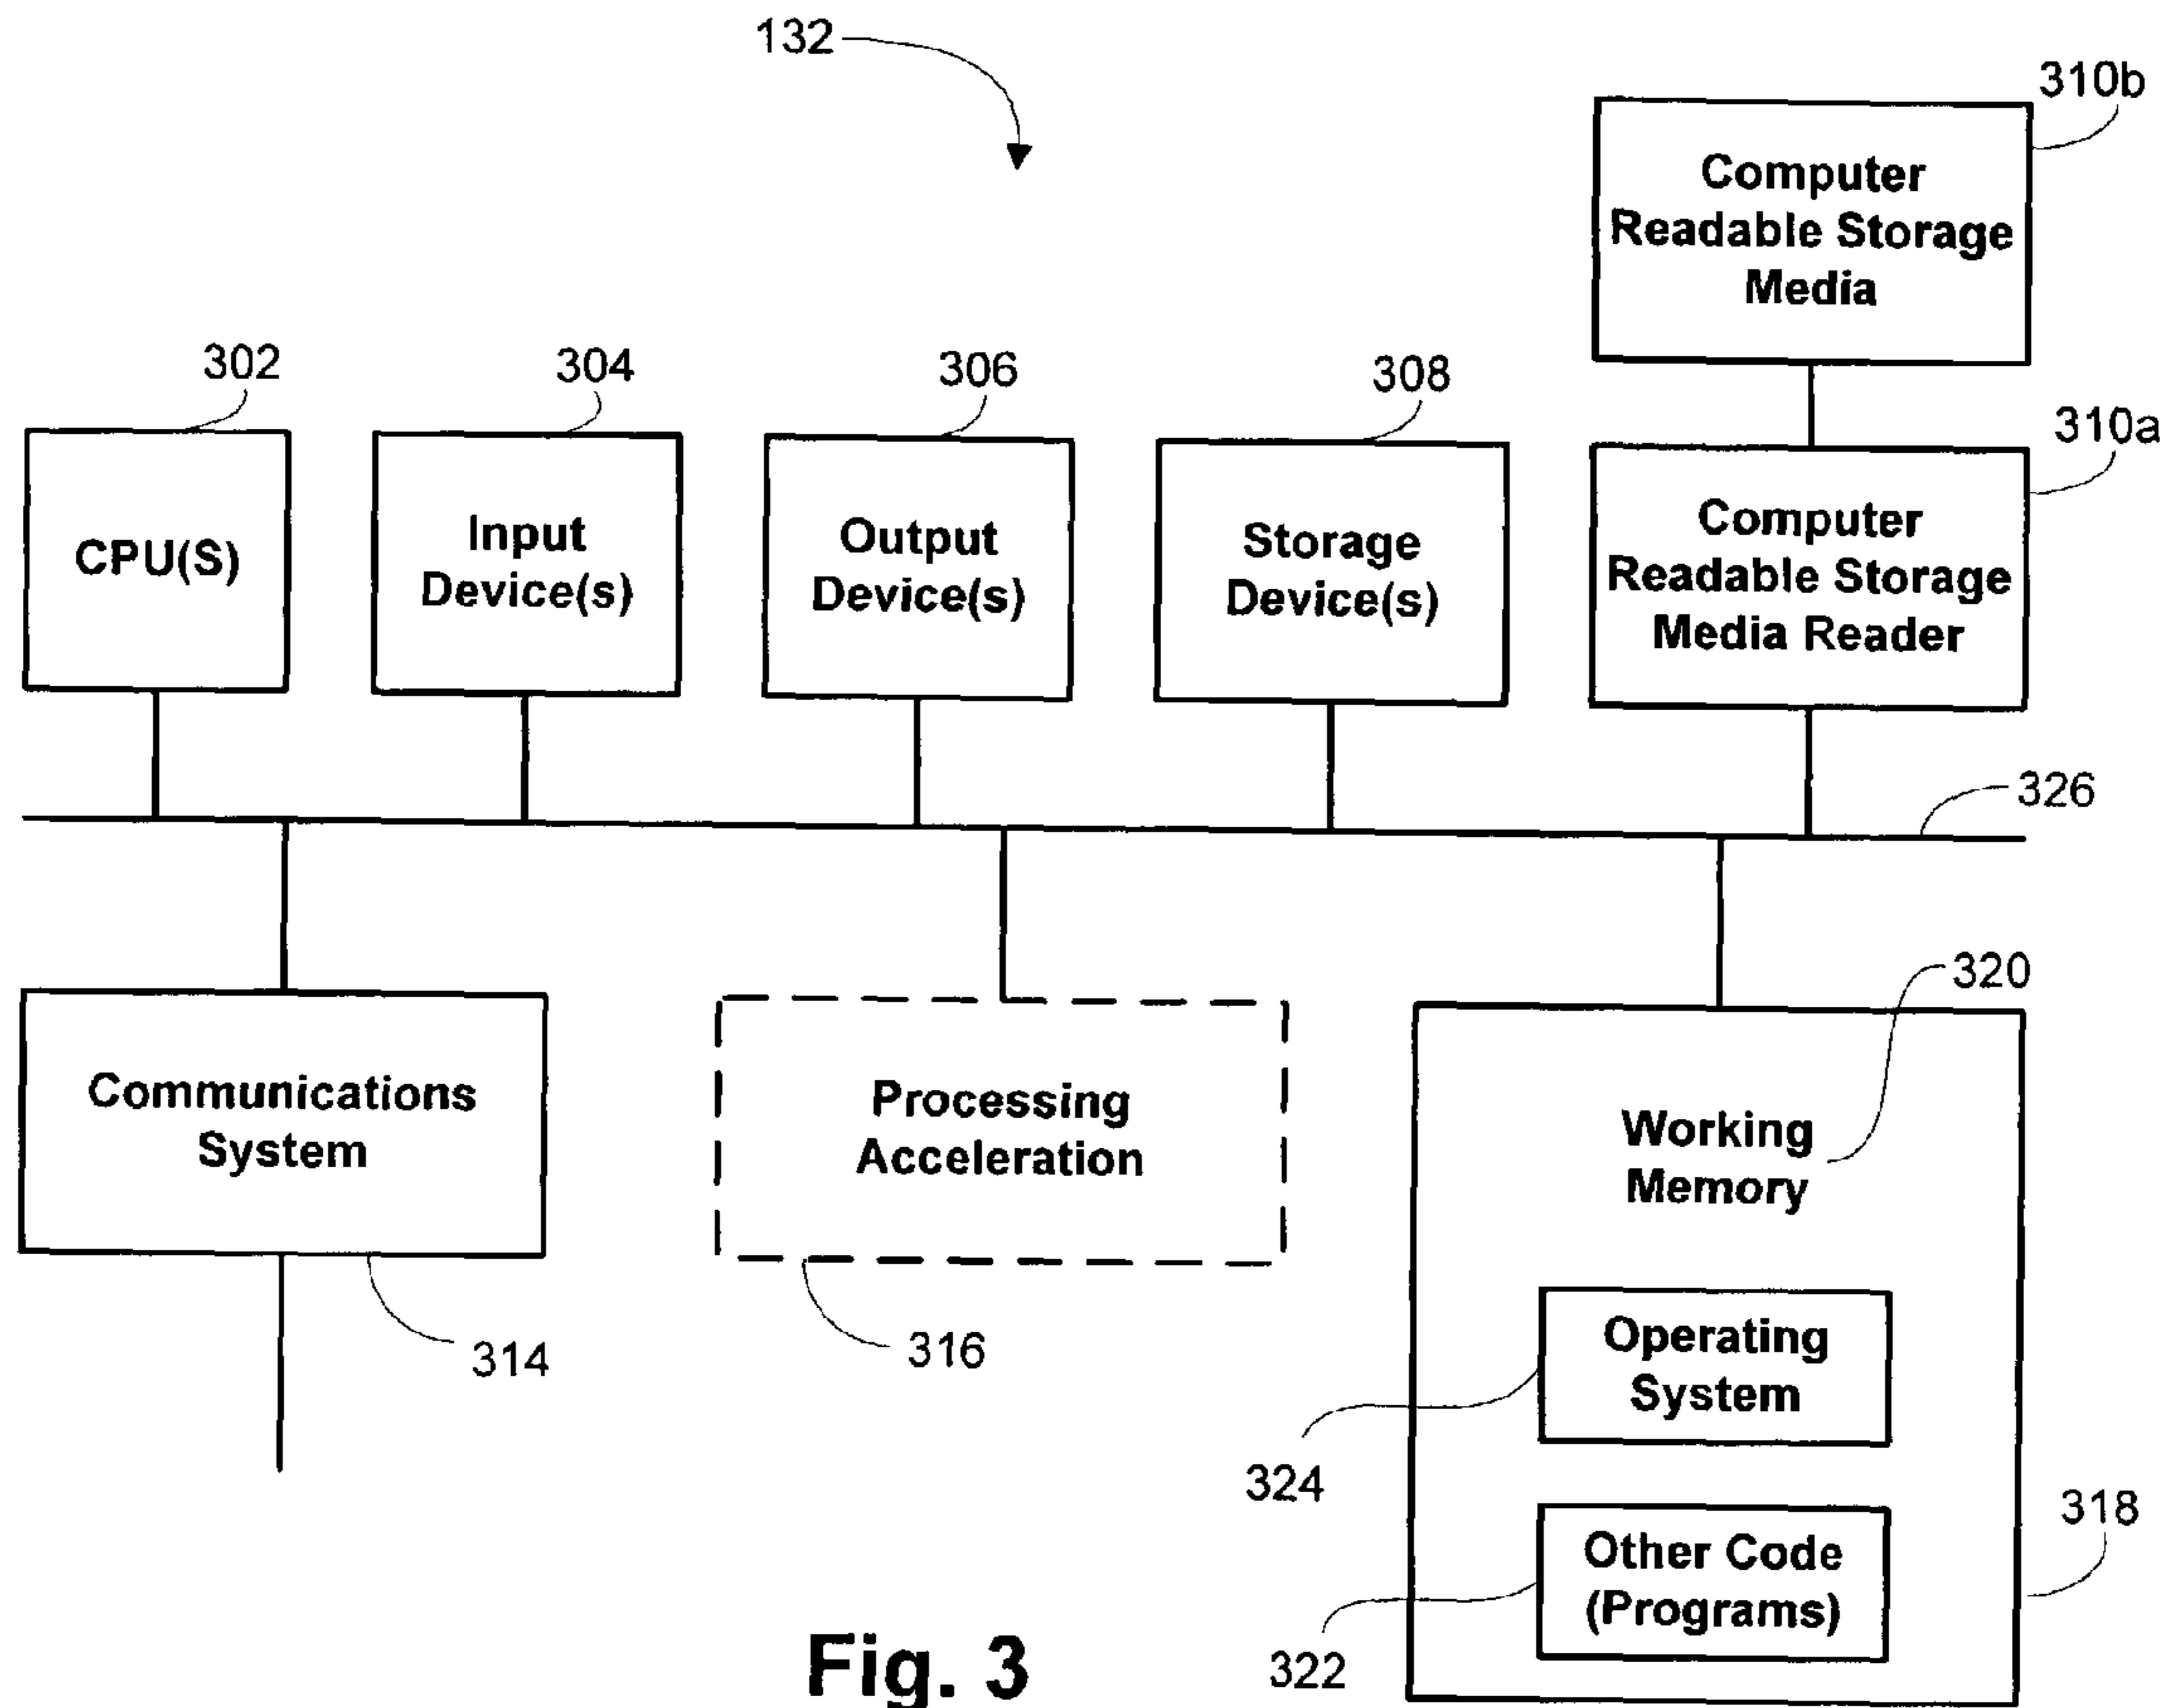 132
310b
Computer
Readable Storage
Media
302
304
306
308
310a
CPU(S)
Input
Device(s)
Output
Device(s)
Storage
Device(s)
Computer
Readable Storage
Media Reader
326
320
Communications
System
Processing
Acceleration
Working
Memory
314
316
Operating
System
324
318
Other Code
(Programs)
322
Fig. 3